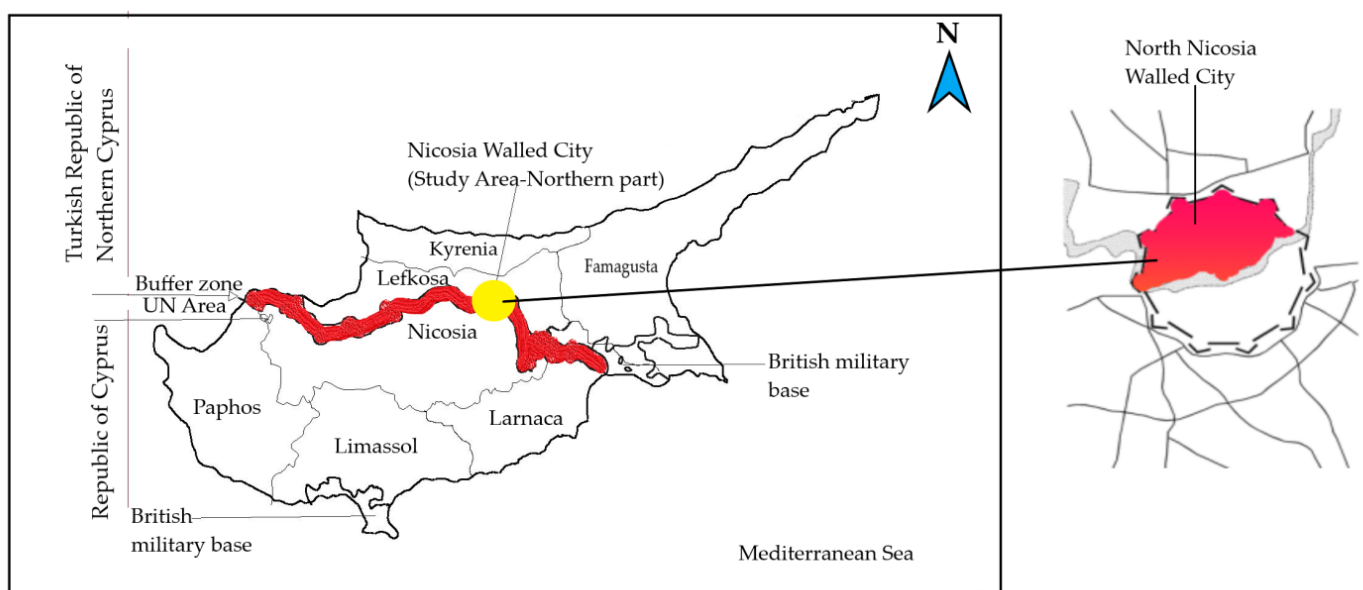 N
North Nicosia
Walled City
Turkish Republic of
Northern Cyprus
Nicosia Walled City
(Study Area-Northern part)
Kyrenia
Famagusta
Lefkosa
Buffer zone
UN Area
Nicosia
British military
base
Republic of Cyprus
Paphos
Larnaca
Limassol
British
military base
Mediterranean Sea